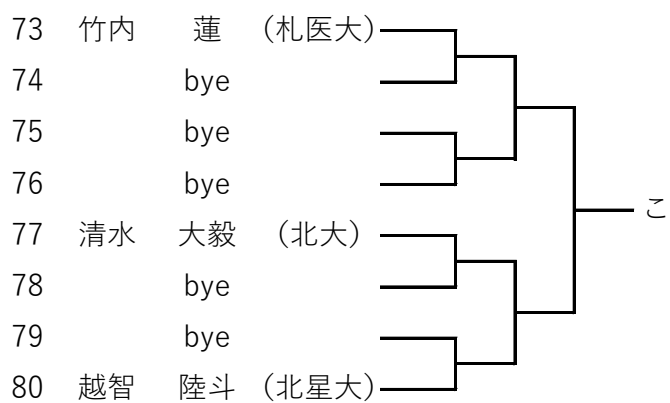 73 竹内 蓮 (札医大)
74 bye
75 bye
76 bye
こ
77 清水 大毅 (北大)
78 bye
79 bye
80 越智 陸斗 (北星大)